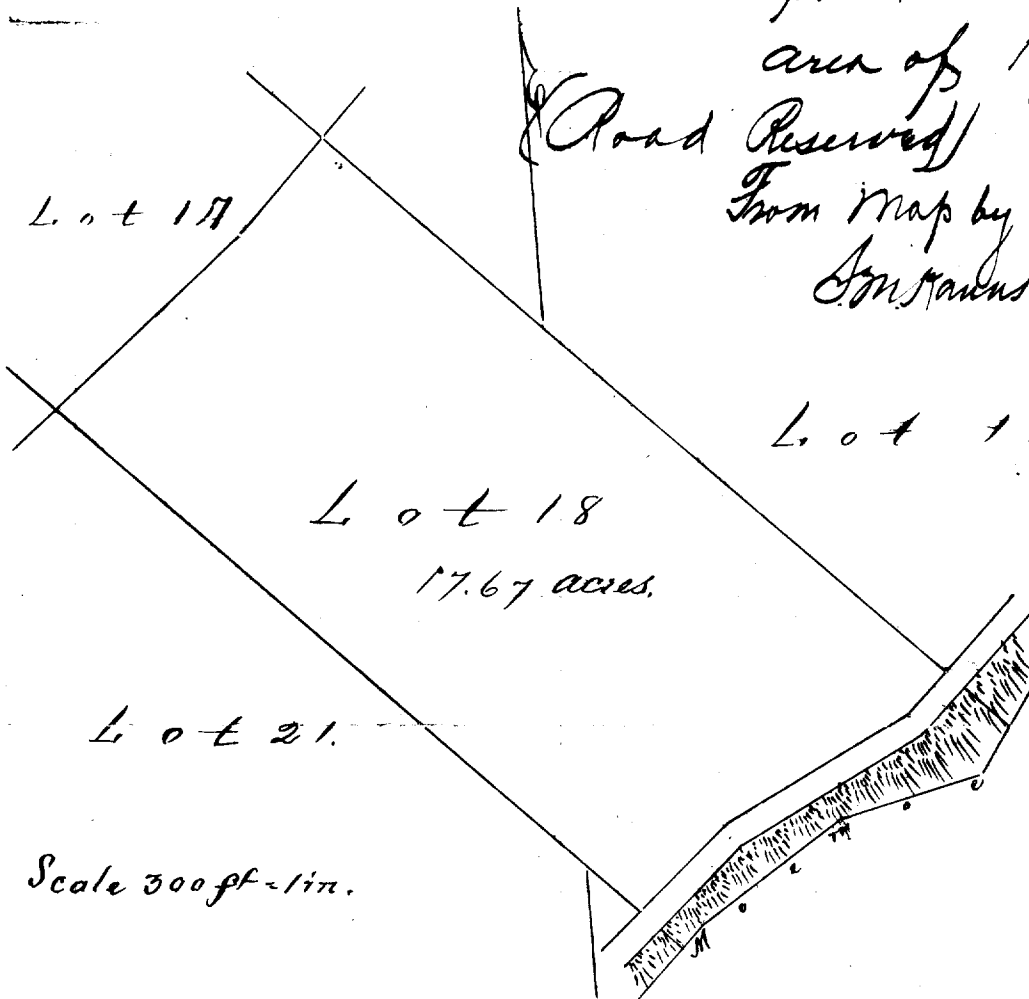 area of
(Road Reserved)
From Map by
Lot 17
Lot 1
Lot 18
17.67 acres.
Lot 21.
Scale 300 ft = 1 in.